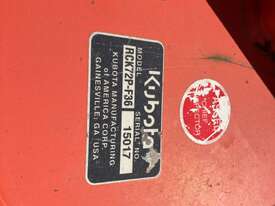 Kubota
MODEL RCK72P-F36
SERIAL NO. 15017
KUBOTA MANUFACTURING
of AMERICA CORP.
GAINESVILLE, GA USA